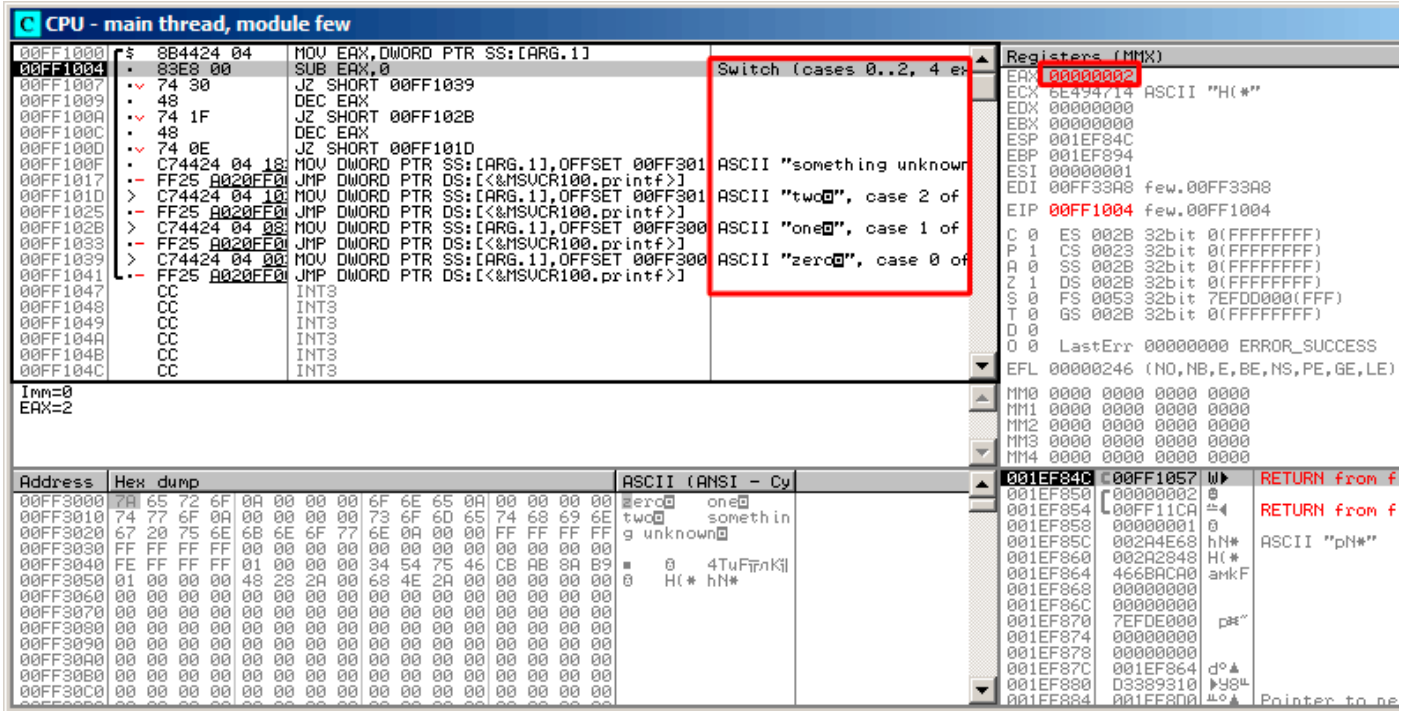 C CPU - main thread, module few
00FF1000 $ 8B4424 04 MOV EAX,DWORD PTR SS:[ARG.1]
00FF1004 · 83E8 00 SUB EAX,0 Switch (cases 0..2, 4 ex
00FF1007 ·v 74 30 JZ SHORT 00FF1039
00FF1009 · 48 DEC EAX
00FF100A ·v 74 1F JZ SHORT 00FF102B
00FF100C · 48 DEC EAX
00FF100D ·v 74 0E JZ SHORT 00FF101D
00FF100F · C74424 04 18: MOV DWORD PTR SS:[ARG.1],OFFSET 00FF301 ASCII "something unknown
00FF1017 ·- FF25 A020FF0 JMP DWORD PTR DS:[<&MSVCR100.printf>]
00FF101D > C74424 04 10: MOV DWORD PTR SS:[ARG.1],OFFSET 00FF301 ASCII "two◙", case 2 of
00FF1025 ·- FF25 A020FF0 JMP DWORD PTR DS:[<&MSVCR100.printf>]
00FF102B > C74424 04 08: MOV DWORD PTR SS:[ARG.1],OFFSET 00FF300 ASCII "one◙", case 1 of
00FF1033 ·- FF25 A020FF0 JMP DWORD PTR DS:[<&MSVCR100.printf>]
00FF1039 > C74424 04 00: MOV DWORD PTR SS:[ARG.1],OFFSET 00FF300 ASCII "zero◙", case 0 of
00FF1041 ·- FF25 A020FF0 JMP DWORD PTR DS:[<&MSVCR100.printf>]
00FF1047 CC INT3
00FF1048 CC INT3
00FF1049 CC INT3
00FF104A CC INT3
00FF104B CC INT3
00FF104C CC INT3
Imm=0
EAX=2
Registers (MMX)
EAX 00000002
ECX 6E494714 ASCII "H(*"
EDX 00000000
EBX 00000000
ESP 001EF84C
EBP 001EF894
ESI 00000001
EDI 00FF33A8 few.00FF33A8
EIP 00FF1004 few.00FF1004
C 0 ES 002B 32bit 0(FFFFFFFF)
P 1 CS 0023 32bit 0(FFFFFFFF)
A 0 SS 002B 32bit 0(FFFFFFFF)
Z 1 DS 002B 32bit 0(FFFFFFFF)
S 0 FS 0053 32bit 7EFDD000(FFF)
T 0 GS 002B 32bit 0(FFFFFFFF)
D 0
O 0 LastErr 00000000 ERROR_SUCCESS
EFL 00000246 (NO,NB,E,BE,NS,PE,GE,LE)
MM0 0000 0000 0000 0000
MM1 0000 0000 0000 0000
MM2 0000 0000 0000 0000
MM3 0000 0000 0000 0000
MM4 0000 0000 0000 0000
Address Hex dump ASCII (ANSI - Cy
00FF3000 7A 65 72 6F 0A 00 00 00 6F 6E 65 0A 00 00 00 00 zero◙ one◙
00FF3010 74 77 6F 0A 00 00 00 00 73 6F 6D 65 74 68 69 6E two◙ somethin
00FF3020 67 20 75 6E 6B 6E 6F 77 6E 0A 00 00 FF FF FF FF g unknown◙
00FF3030 FF FF FF FF 00 00 00 00 00 00 00 00 00 00 00 00
00FF3040 FE FF FF FF 01 00 00 00 34 54 75 46 CB AB 8A B9 4TuF
00FF3050 01 00 00 00 48 28 2A 00 68 4E 2A 00 00 00 00 00 H(* hN*
00FF3060 00 00 00 00 00 00 00 00 00 00 00 00 00 00 00 00
00FF3070 00 00 00 00 00 00 00 00 00 00 00 00 00 00 00 00
00FF3080 00 00 00 00 00 00 00 00 00 00 00 00 00 00 00 00
00FF3090 00 00 00 00 00 00 00 00 00 00 00 00 00 00 00 00
00FF30A0 00 00 00 00 00 00 00 00 00 00 00 00 00 00 00 00
00FF30B0 00 00 00 00 00 00 00 00 00 00 00 00 00 00 00 00
00FF30C0 00 00 00 00 00 00 00 00 00 00 00 00 00 00 00 00
001EF84C 00FF1057 W► RETURN from f
001EF850 00000002
001EF854 00FF11CA RETURN from f
001EF858 00000001
001EF85C 002A4E68 hN* ASCII "pN*"
001EF860 002A2848 H(*
001EF864 466BACA0 амkF
001EF868 00000000
001EF86C 00000000
001EF870 7EFDE000
001EF874 00000000
001EF878 00000000
001EF87C 001EF864
001EF880 D3389310
001EF884 001EF8D0 Pointer to ne